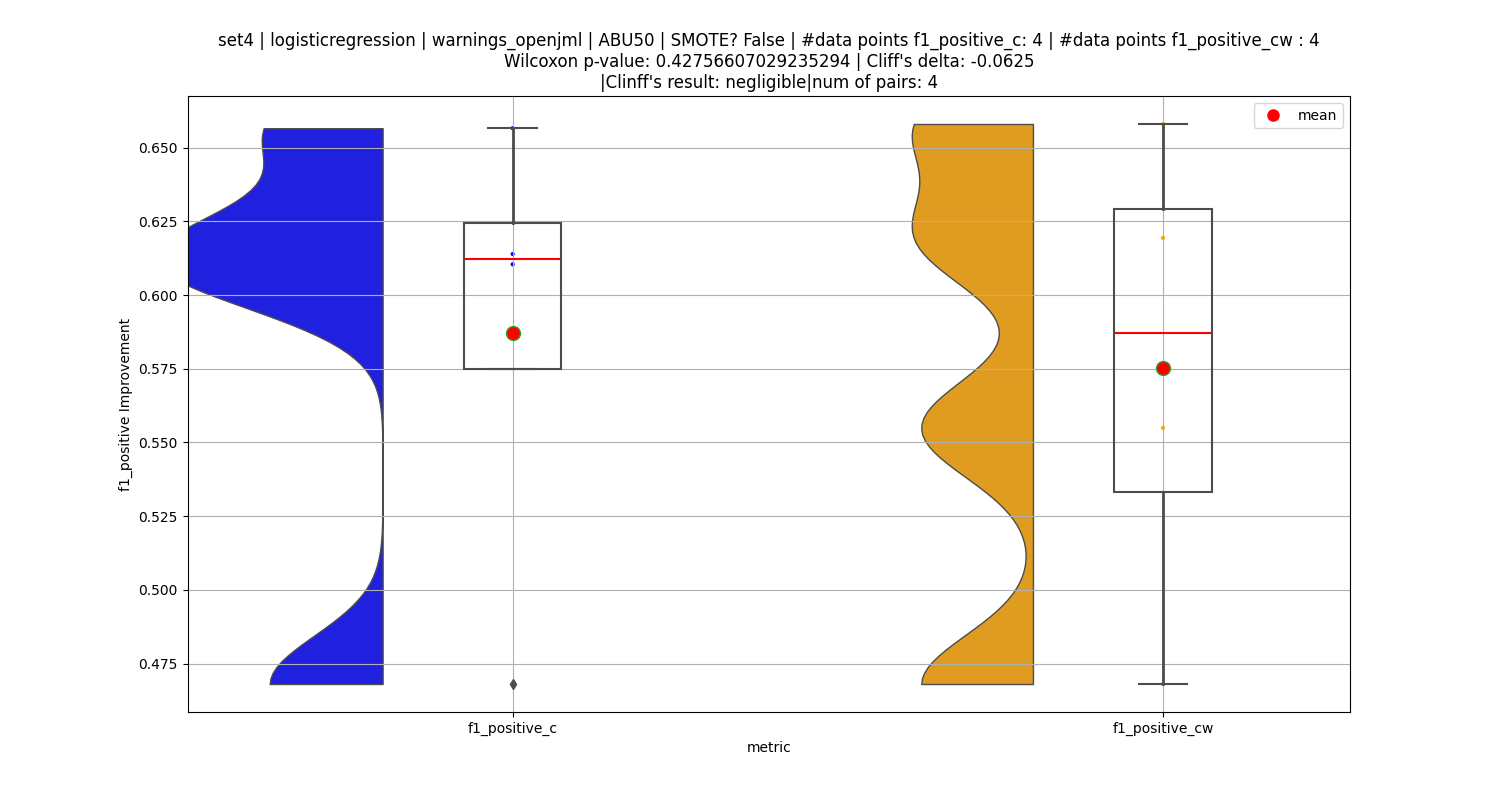 set4 | logisticregression | warnings_openjml | ABU50 | SMOTE? False | #data points f1_positive_c: 4 | #data points f1_positive_cw : 4
Wilcoxon p-value: 0.42756607029235294 | Cliff's delta: -0.0625
|Clinff's result: negligible|num of pairs: 4
mean
f1_positive Improvement
0.650
0.625
0.600
0.575
0.550
0.525
0.500
0.475
f1_positive_c
f1_positive_cw
metric